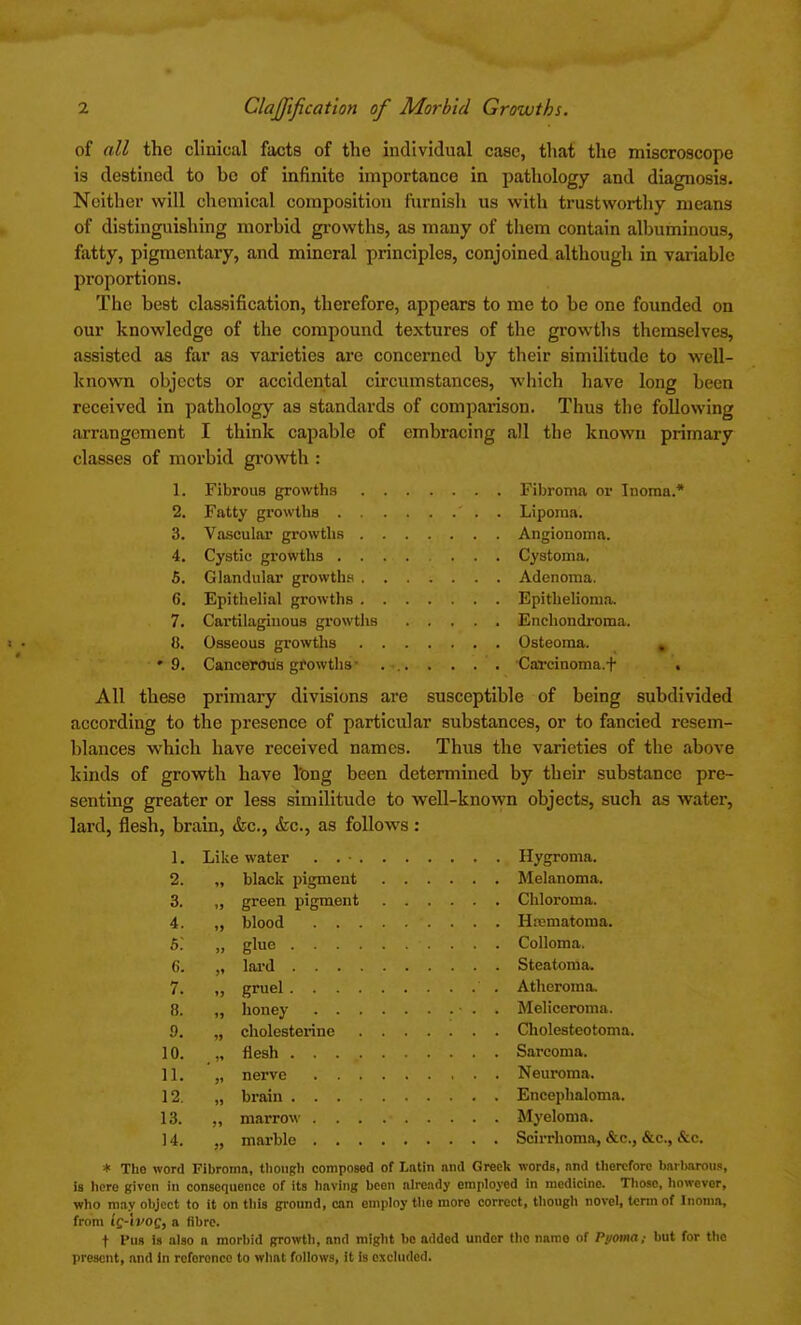 2 Claſſification of Morbid Growths.
of all the clinical facts of the individual case, that the miscroscope
is destined to be of infinite importance in pathology and diagnosis.
Neither will chemical composition furnish us with trustworthy means
of distinguishing morbid growths, as many of them contain albuminous,
fatty, pigmentary, and mineral principles, conjoined although in variable
proportions.
The best classification, therefore, appears to me to be one founded on
our knowledge of the compound textures of the growths themselves,
assisted as far as varieties are concerned by their similitude to well-
known objects or accidental circumstances, which have long been
received in pathology as standards of comparison. Thus the following
arrangement I think capable of embracing all the known primary
classes of morbid growth :
1. Fibrous growths . . . . . . . Fibroma or Inoma.*
2. Fatty growths . . . . . . . . . Lipoma.
3. Vascular growths . . . . . . . Angionoma.
4. Cystic growths . . . . . . . . Cystoma.
5. Glandular growths . . . . . . . Adenoma.
6. Epithelial growths . . . . . . . Epithelioma.
7. Cartilaginous growths . . . . . Enchondroma.
8. Osseous growths . . . . . . . Osteoma.
9. Cancerous growths . . . . . . . Carcinoma.†
All these primary divisions are susceptible of being subdivided
according to the presence of particular substances, or to fancied resem-
blances which have received names. Thus the varieties of the above
kinds of growth have long been determined by their substance pre-
senting greater or less similitude to well-known objects, such as water,
lard, flesh, brain, &c., &c., as follows :
1. Like water . . . . . . . . . . Hygroma.
2. „ black pigment . . . . . . Melanoma.
3. „ green pigment . . . . . . Chloroma.
4. „ blood . . . . . . . . . Hæmatoma.
5. „ glue . . . . . . . . . . Colloma.
6. „ lard . . . . . . . . . . Steatoma.
7. „ gruel . . . . . . . . . . Atheroma.
8. „ honey . . . . . . . . . Meliceroma.
9. „ cholesterine . . . . . . . Cholesteotoma.
10. „ flesh . . . . . . . . . . Sarcoma.
11. „ nerve . . . . . . . . . Neuroma.
12. „ brain . . . . . . . . . . Encephaloma.
13. „ marrow . . . . . . . . . Myeloma.
14. „ marble . . . . . . . . . Scirrhoma, &c., &c., &c.
* The word Fibroma, though composed of Latin and Greek words, and therefore barbarous,
is here given in consequence of its having been already employed in medicine. Those, however,
who may object to it on this ground, can employ the more correct, though novel, term of Inoma,
from ἰς-ἰνος, a fibre.
† Pus is also a morbid growth, and might be added under the name of Pyoma; but for the
present, and in reference to what follows, it is excluded.